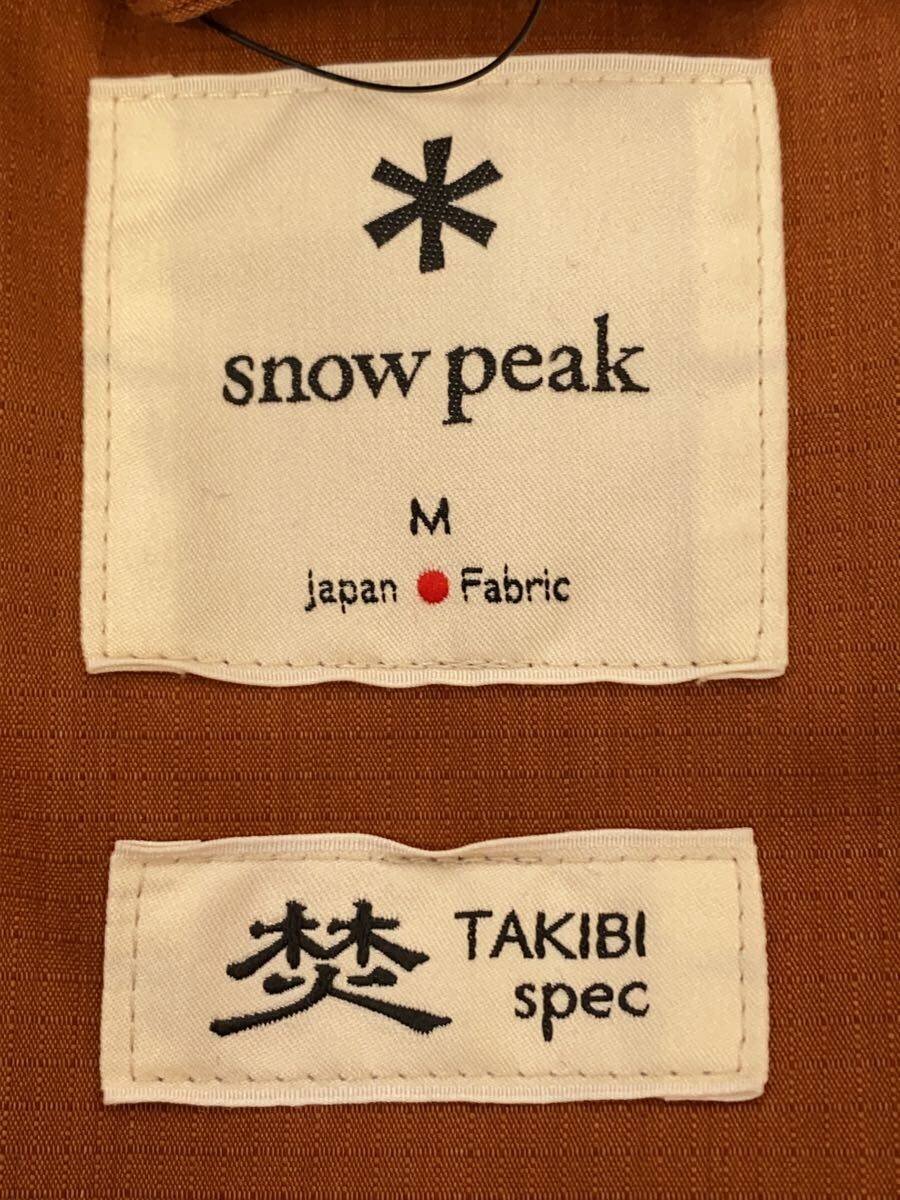 snow peak
M
Japan Fabric
焚 TAKIBI
spec